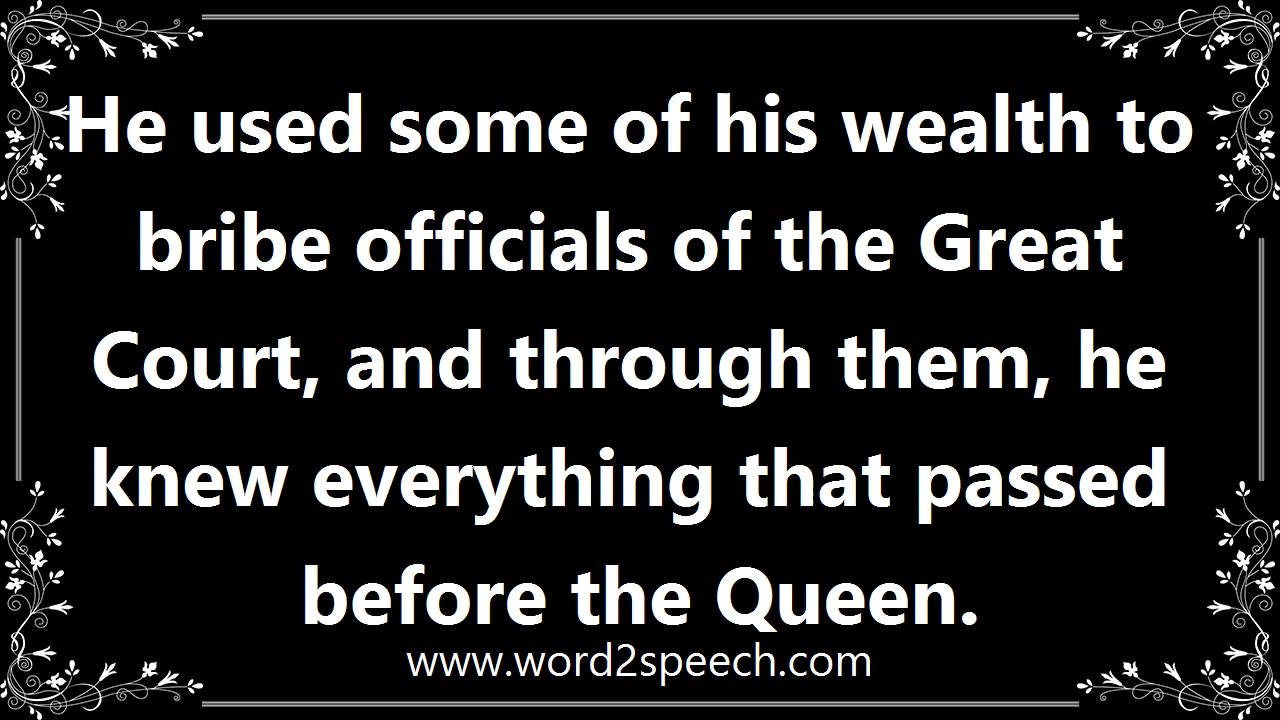 He used some of his wealth to
bribe officials of the Great
Court, and through them, he
knew everything that passed
before the Queen.
www.word2speech.com